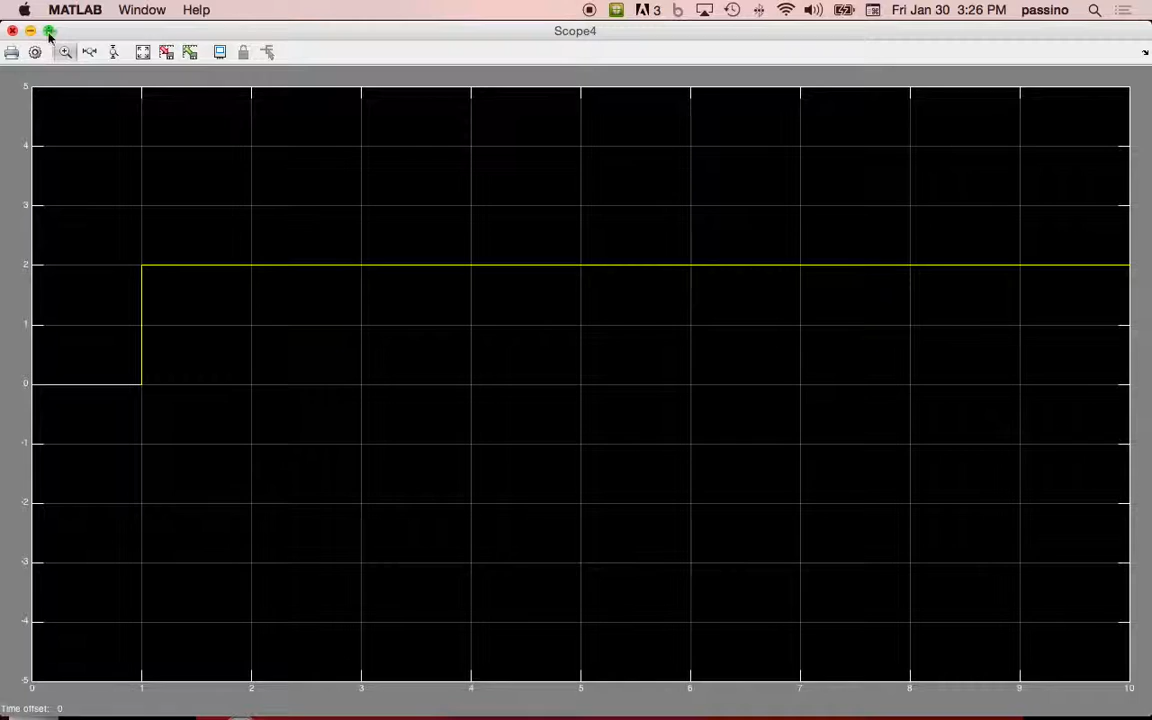 MATLAB Window Help 3 Fri Jan 30 3:26 PM passino
Scope4
5
4
3
2
1
0
-1
-2
-3
-4
-5
0 1 2 3 4 5 6 7 8 9 10
Time offset: 0